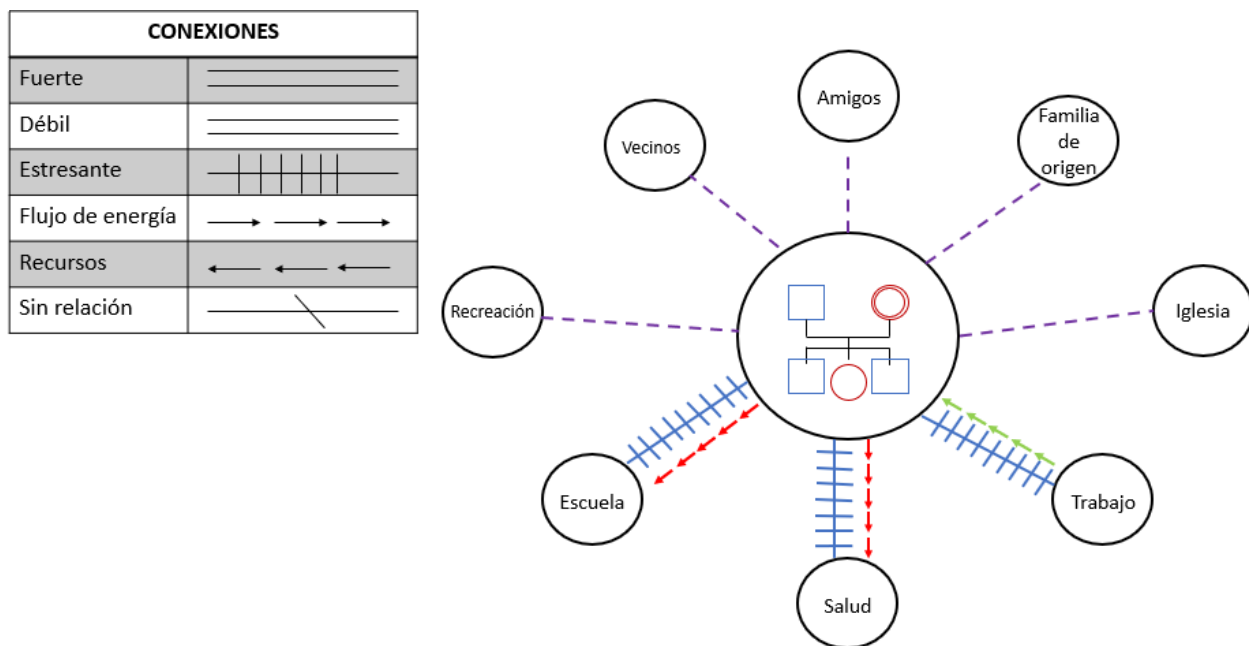 CONEXIONES
Fuerte
Débil
Estresante
Flujo de energía
Recursos
Sin relación
Amigos
Vecinos
Familia
de
origen
Recreación
Iglesia
Escuela
Trabajo
Salud